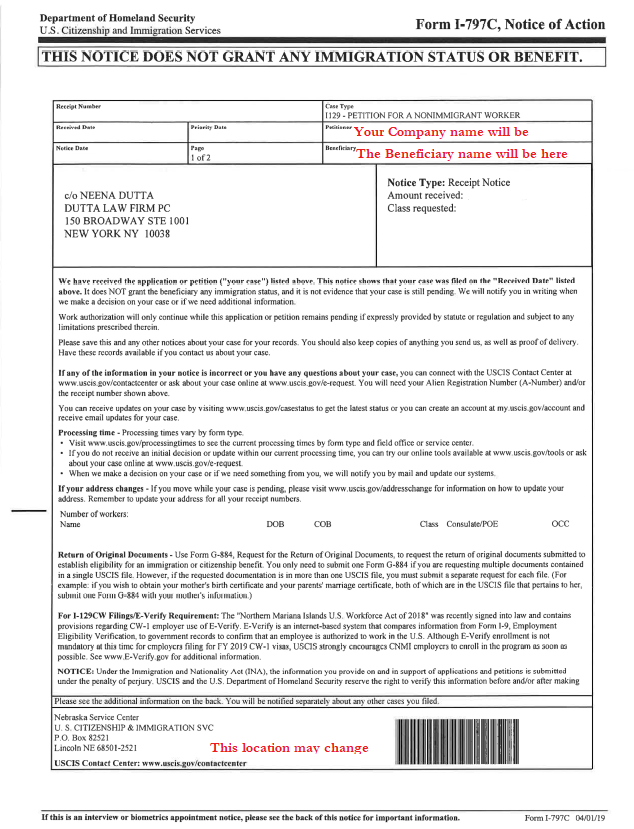 Department of Homeland Security
U.S. Citizenship and Immigration Services
Form I-797C, Notice of Action
THIS NOTICE DOES NOT GRANT ANY IMMIGRATION STATUS OR BENEFIT.
Receipt Number
Case Type
I129 - PETITION FOR A NONIMMIGRANT WORKER
Received Date
Priority Date
Petitioner Your Company name will be
Notice Date
Page
1 of 2
Beneficiary The Beneficiary name will be here
c/o NEENA DUTTA
DUTTA LAW FIRM PC
150 BROADWAY STE 1001
NEW YORK NY 10038
Notice Type: Receipt Notice
Amount received:
Class requested:
We have received the application or petition ("your case") listed above. This notice shows that your case was filed on the "Received Date" listed
above. It does NOT grant the beneficiary any immigration status, and it is not evidence that your case is still pending. We will notify you in writing when
we make a decision on your case or if we need additional information.
Work authorization will only continue while this application or petition remains pending if expressly provided by statute or regulation and subject to any
limitations prescribed therein.
Please save this and any other notices about your case for your records. You should also keep copies of anything you send us, as well as proof of delivery.
Have these records available if you contact us about your case.
If any of the information in your notice is incorrect or you have any questions about your case, you can connect with the USCIS Contact Center at
www.uscis.gov/contactcenter or ask about your case online at www.uscis.gov/e-request. You will need your Alien Registration Number (A-Number) and/or
the receipt number shown above.
You can receive updates on your case by visiting www.uscis.gov/casestatus to get the latest status or you can create an account at my.uscis.gov/account and
receive email updates for your case.
Processing time - Processing times vary by form type.
• Visit www.uscis.gov/processingtimes to see the current processing times by form type and field office or service center.
• If you do not receive an initial decision or update within our current processing time, you can try our online tools available at www.uscis.gov/tools or ask
about your case online at www.uscis.gov/e-request.
• When we make a decision on your case or if we need something from you, we will notify you by mail and update our systems.
If your address changes - If you move while your case is pending, please visit www.uscis.gov/addresschange for information on how to update your
address. Remember to update your address for all your receipt numbers.
Number of workers:
Name DOB COB Class Consulate/POE OCC
Return of Original Documents - Use Form G-884, Request for the Return of Original Documents, to request the return of original documents submitted to
establish eligibility for an immigration or citizenship benefit. You only need to submit one Form G-884 if you are requesting multiple documents contained
in a single USCIS file. However, if the requested documentation is in more than one USCIS file, you must submit a separate request for each file. (For
example: if you wish to obtain your mother's birth certificate and your parents' marriage certificate, both of which are in the USCIS file that pertains to her,
submit one Form G-884 with your mother's information.)
For I-129CW Filings/E-Verify Requirement: The "Northern Mariana Islands U.S. Workforce Act of 2018" was recently signed into law and contains
provisions regarding CW-1 employer use of E-Verify. E-Verify is an internet-based system that compares information from Form I-9, Employment
Eligibility Verification, to government records to confirm that an employee is authorized to work in the U.S. Although E-Verify enrollment is not
mandatory at this time for employers filing for FY 2019 CW-1 visas, USCIS strongly encourages CNMI employers to enroll in the program as soon as
possible. See www.E-Verify.gov for additional information.
NOTICE: Under the Immigration and Nationality Act (INA), the information you provide on and in support of applications and petitions is submitted
under the penalty of perjury. USCIS and the U.S. Department of Homeland Security reserve the right to verify this information before and/or after making
Please see the additional information on the back. You will be notified separately about any other cases you filed.
Nebraska Service Center
U. S. CITIZENSHIP & IMMIGRATION SVC
P.O. Box 82521
Lincoln NE 68501-2521
This location may change
USCIS Contact Center: www.uscis.gov/contactcenter
If this is an interview or biometrics appointment notice, please see the back of this notice for important information.
Form I-797C 04/01/19